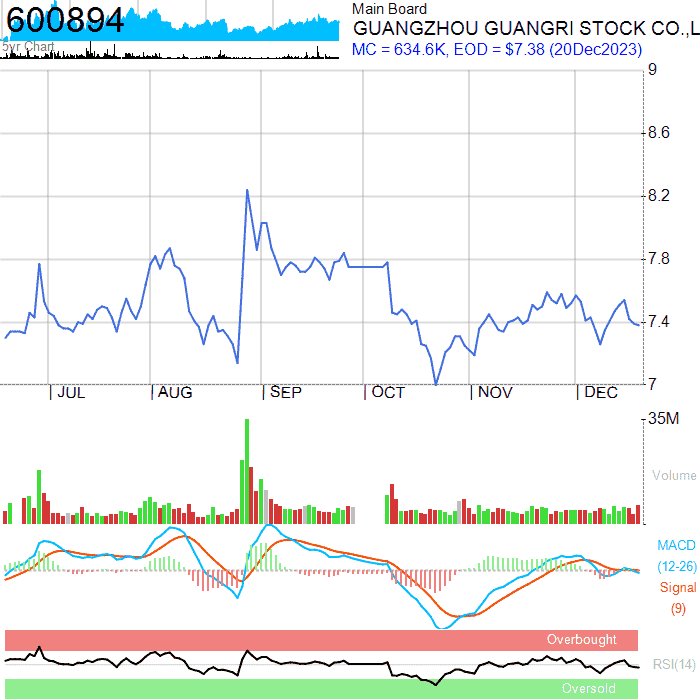 600894
5yr Chart
Main Board
GUANGZHOU GUANGRI STOCK CO.,L
MC = 634.6K, EOD = $7.38 (20Dec2023)
9
8.6
8.2
7.8
7.4
7
JUL AUG SEP OCT NOV DEC
35M
Volume
MACD
(12-26)
Signal
(9)
Overbought
RSI(14)
Oversold